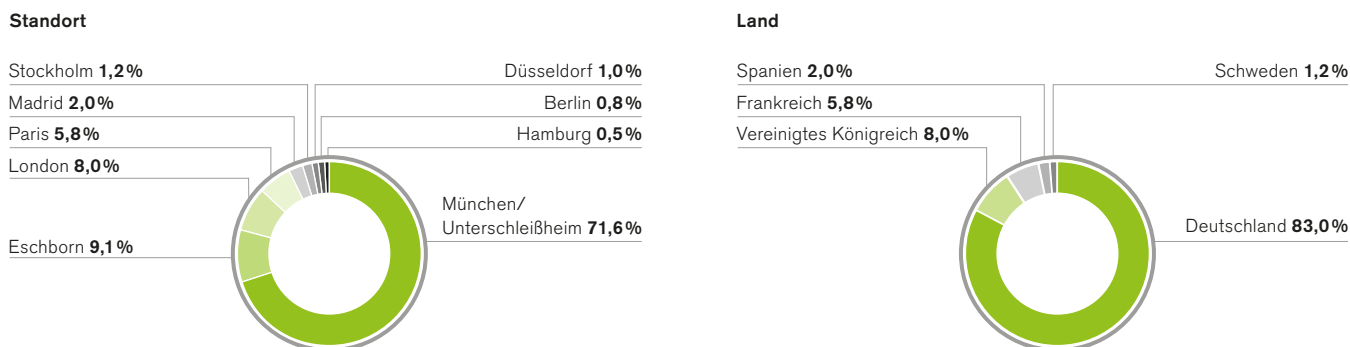 Standort
Stockholm 1,2%
Madrid 2,0%
Paris 5,8%
London 8,0%
Eschborn 9,1%
Düsseldorf 1,0%
Berlin 0,8%
Hamburg 0,5%
München/
Unterschleißheim 71,6%
Land
Spanien 2,0%
Frankreich 5,8%
Vereinigtes Königreich 8,0%
Schweden 1,2%
Deutschland 83,0%